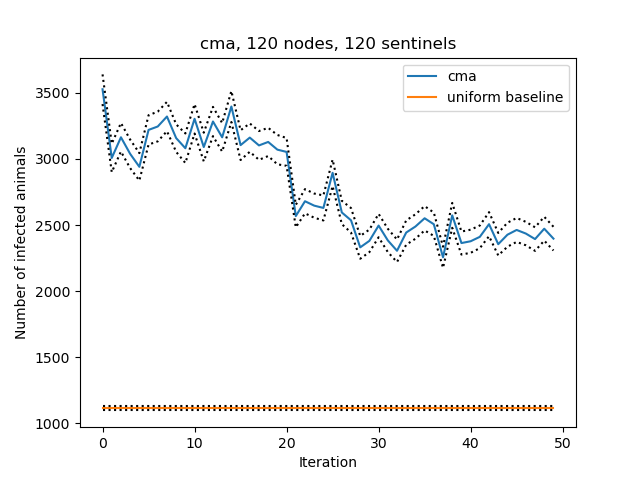 cma, 120 nodes, 120 sentinels
cma
uniform baseline
Number of infected animals
3500
3000
2500
2000
1500
1000
0
10
20
30
40
50
Iteration